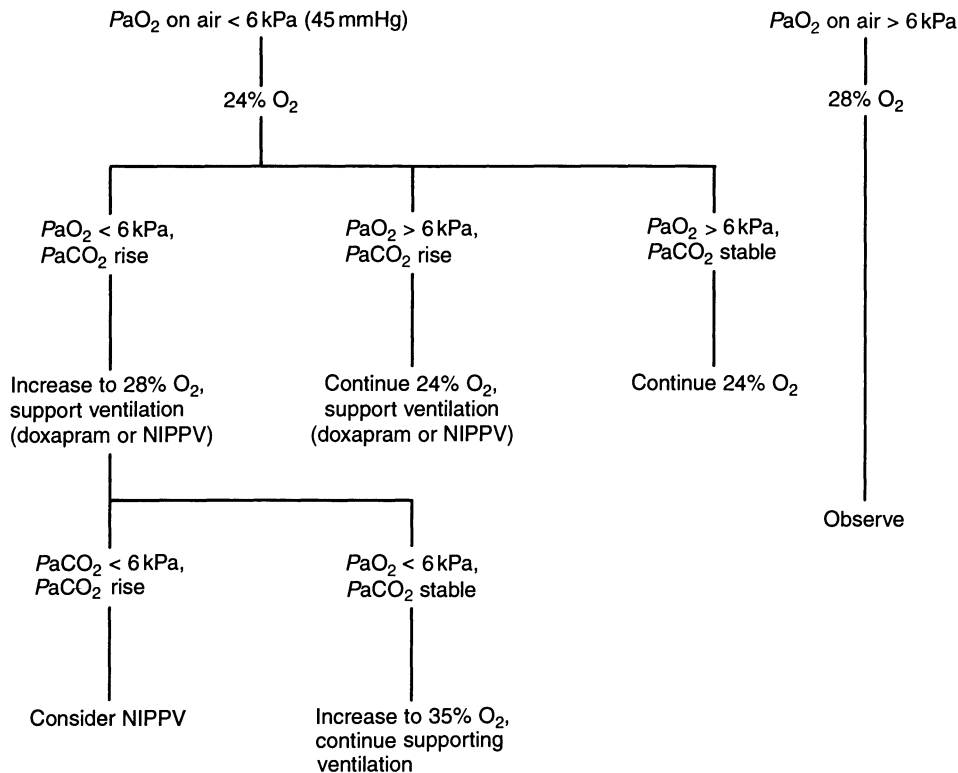 PaO₂ on air < 6 kPa (45 mmHg)
PaO₂ on air > 6 kPa
24% O₂
28% O₂
PaO₂ < 6 kPa,
PaCO₂ rise
PaO₂ > 6 kPa,
PaCO₂ rise
PaO₂ > 6 kPa,
PaCO₂ stable
Increase to 28% O₂,
support ventilation
(doxapram or NIPPV)
Continue 24% O₂,
support ventilation
(doxapram or NIPPV)
Continue 24% O₂
Observe
PaCO₂ < 6 kPa,
PaCO₂ rise
PaO₂ < 6 kPa,
PaCO₂ stable
Consider NIPPV
Increase to 35% O₂,
continue supporting
ventilation